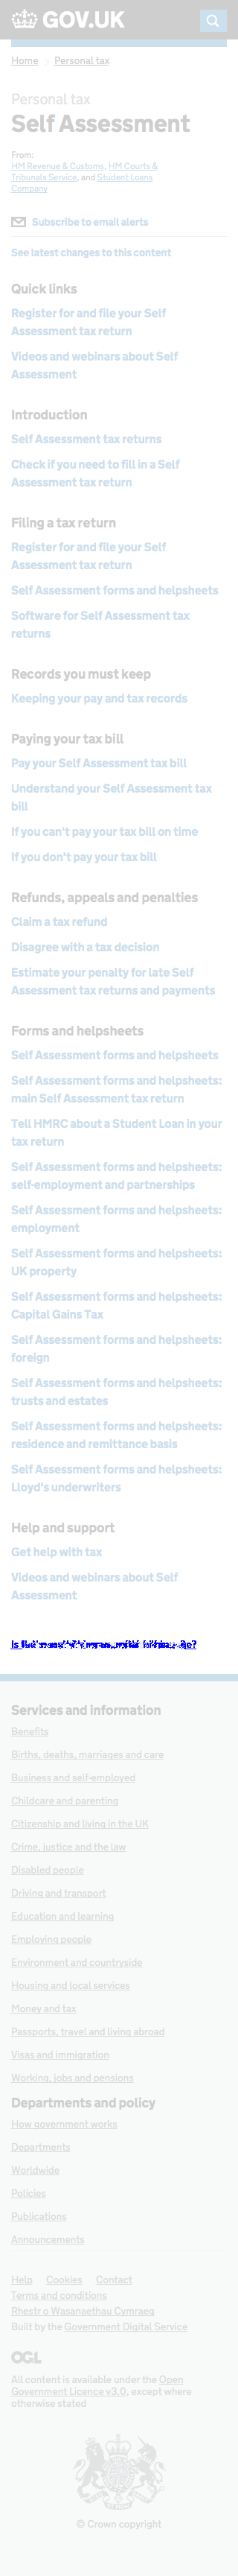 GOV.UK
Home Personal tax
Personal tax
Self Assessment
From:
HM Revenue & Customs, HM Courts &
Tribunals Service, and Student Loans
Company
Subscribe to email alerts
See latest changes to this content
Quick links
Register for and file your Self
Assessment tax return
Videos and webinars about Self
Assessment
Introduction
Self Assessment tax returns
Check if you need to fill in a Self
Assessment tax return
Filing a tax return
Register for and file your Self
Assessment tax return
Self Assessment forms and helpsheets
Software for Self Assessment tax
returns
Records you must keep
Keeping your pay and tax records
Paying your tax bill
Pay your Self Assessment tax bill
Understand your Self Assessment tax
bill
If you can't pay your tax bill on time
If you don't pay your tax bill
Refunds, appeals and penalties
Claim a tax refund
Disagree with a tax decision
Estimate your penalty for late Self
Assessment tax returns and payments
Forms and helpsheets
Self Assessment forms and helpsheets
Self Assessment forms and helpsheets:
main Self Assessment tax return
Tell HMRC about a Student Loan in your
tax return
Self Assessment forms and helpsheets:
self-employment and partnerships
Self Assessment forms and helpsheets:
employment
Self Assessment forms and helpsheets:
UK property
Self Assessment forms and helpsheets:
Capital Gains Tax
Self Assessment forms and helpsheets:
foreign
Self Assessment forms and helpsheets:
trusts and estates
Self Assessment forms and helpsheets:
residence and remittance basis
Self Assessment forms and helpsheets:
Lloyd's underwriters
Help and support
Get help with tax
Videos and webinars about Self
Assessment
Services and information
Benefits
Births, deaths, marriages and care
Business and self-employed
Childcare and parenting
Citizenship and living in the UK
Crime, justice and the law
Disabled people
Driving and transport
Education and learning
Employing people
Environment and countryside
Housing and local services
Money and tax
Passports, travel and living abroad
Visas and immigration
Working, jobs and pensions
Departments and policy
How government works
Departments
Worldwide
Policies
Publications
Announcements
Help Cookies Contact
Terms and conditions
Rhestr o Wasanaethau Cymraeg
Built by the Government Digital Service
OGL
All content is available under the Open
Government Licence v3.0, except where
otherwise stated
© Crown copyright